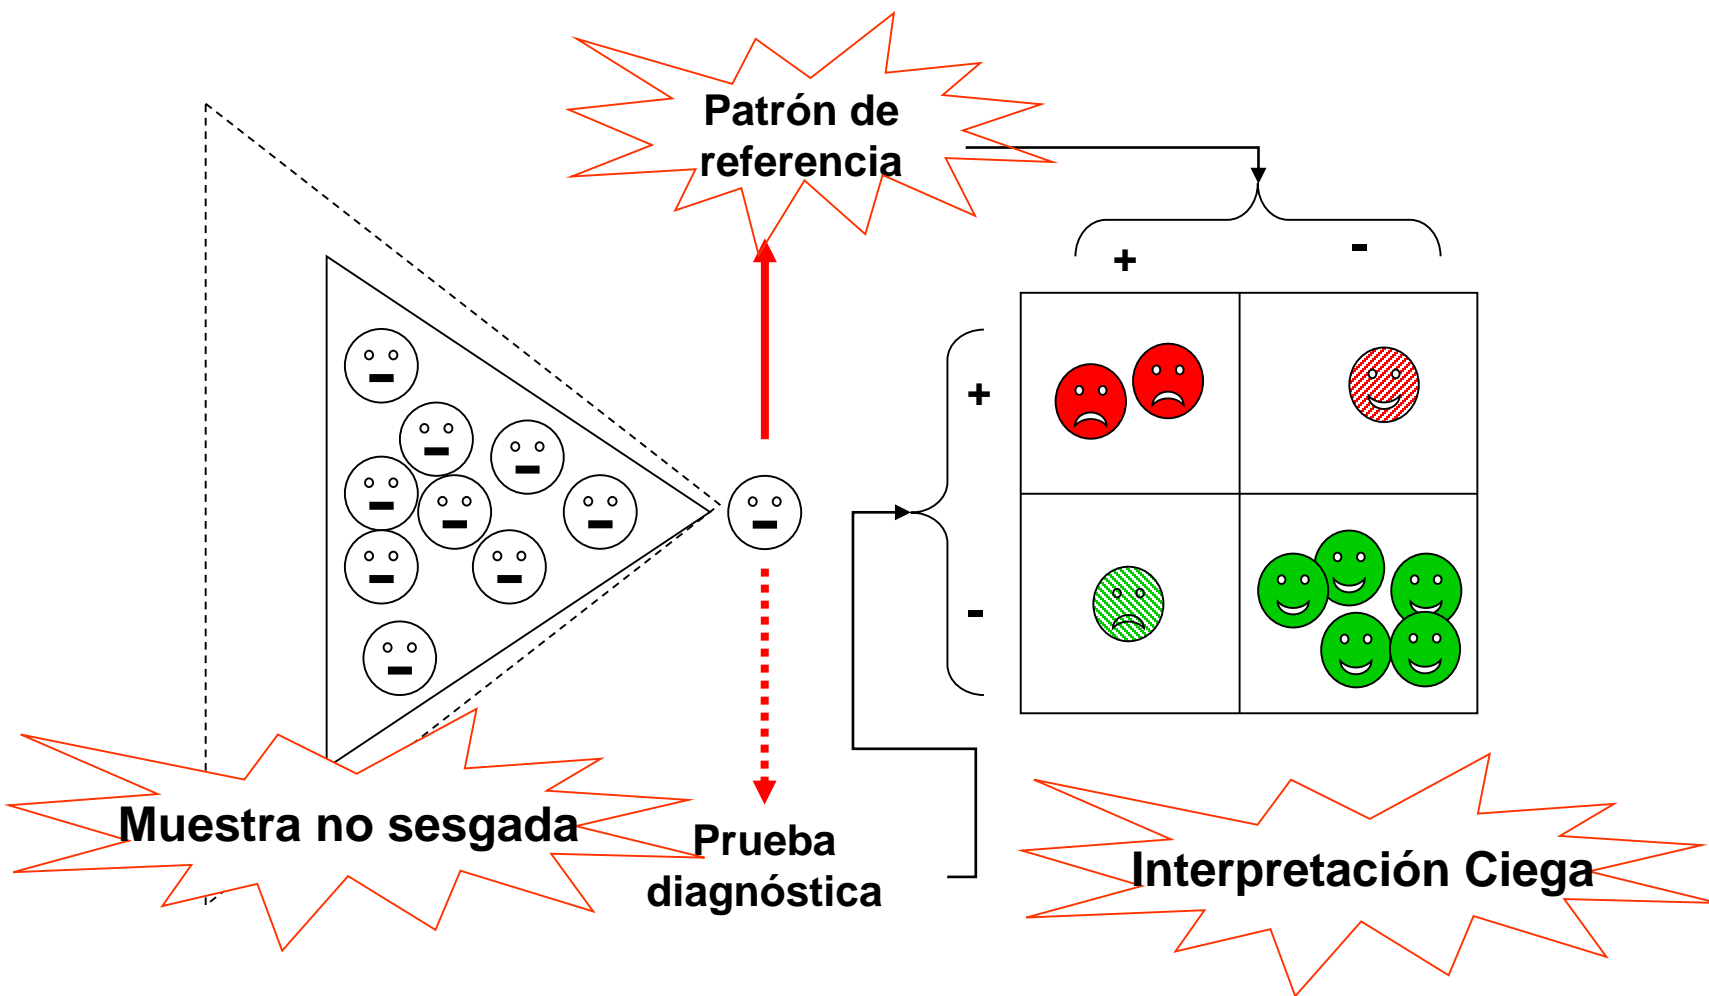 Patrón de
referencia
+
-
+
-
Muestra no sesgada
Prueba
diagnóstica
Interpretación Ciega